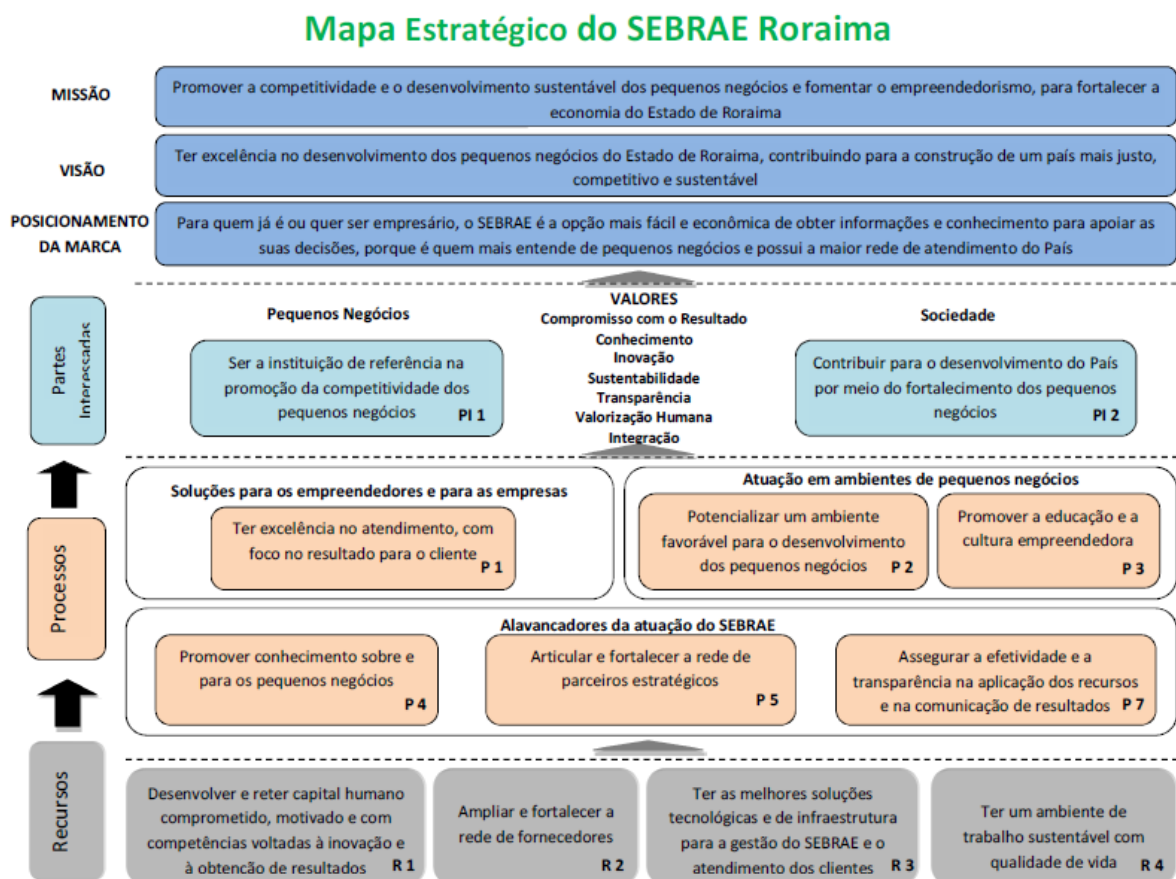 Mapa Estratégico do SEBRAE Roraima
MISSÃO
Promover a competitividade e o desenvolvimento sustentável dos pequenos negócios e fomentar o empreendedorismo, para fortalecer a
economia do Estado de Roraima
VISÃO
Ter excelência no desenvolvimento dos pequenos negócios do Estado de Roraima, contribuindo para a construção de um país mais justo,
competitivo e sustentável
POSICIONAMENTO
DA MARCA
Para quem já é ou quer ser empresário, o SEBRAE é a opção mais fácil e econômica de obter informações e conhecimento para apoiar as
suas decisões, porque é quem mais entende de pequenos negócios e possui a maior rede de atendimento do País
Partes
Interessadas
Pequenos Negócios
Ser a instituição de referência na
promoção da competitividade dos
pequenos negócios
PI 1
VALORES
Compromisso com o Resultado
Conhecimento
Inovação
Sustentabilidade
Transparência
Valorização Humana
Integração
Sociedade
Contribuir para o desenvolvimento do País
por meio do fortalecimento dos pequenos
negócios
PI 2
Processos
Soluções para os empreendedores e para as empresas
Ter excelência no atendimento, com
foco no resultado para o cliente
P 1
Atuação em ambientes de pequenos negócios
Potencializar um ambiente
favorável para o desenvolvimento
dos pequenos negócios
P 2
Promover a educação e a
cultura empreendedora
P 3
Alavancadores da atuação do SEBRAE
Promover conhecimento sobre e
para os pequenos negócios
P 4
Articular e fortalecer a rede de
parceiros estratégicos
P 5
Assegurar a efetividade e a
transparência na aplicação dos recursos
e na comunicação de resultados
P 7
Recursos
Desenvolver e reter capital humano
comprometido, motivado e com
competências voltadas à inovação e
à obtenção de resultados
R 1
Ampliar e fortalecer a
rede de fornecedores
R 2
Ter as melhores soluções
tecnológicas e de infraestrutura
para a gestão do SEBRAE e o
atendimento dos clientes
R 3
Ter um ambiente de
trabalho sustentável com
qualidade de vida
R 4